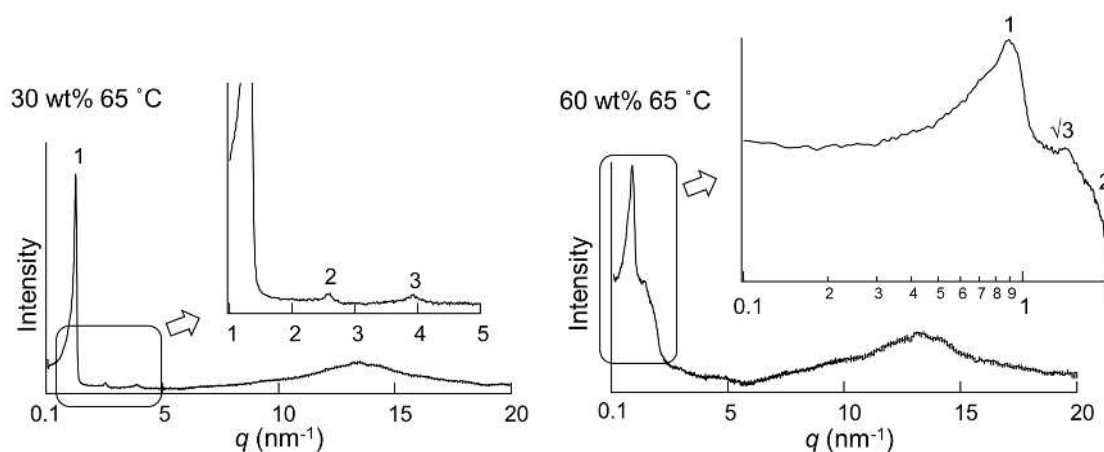 30 wt% 65 ˚C
1
2
3
1 2 3 4 5
Intensity
0.1 5 10 15 20
q (nm⁻¹)
60 wt% 65 ˚C
1
√3
2
0.1 2 3 4 5 6 7 8 9 1
Intensity
0.1 5 10 15 20
q (nm⁻¹)